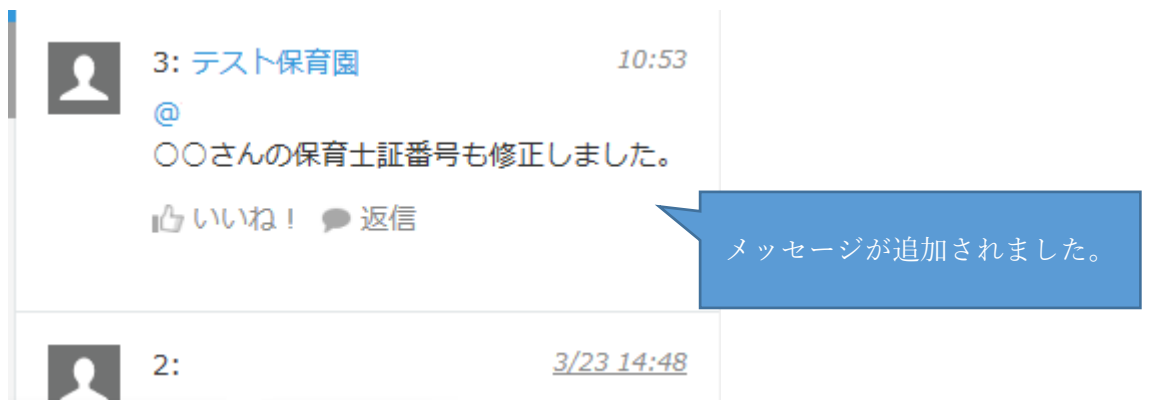 3: テスト保育園 10:53
@
○○さんの保育士証番号も修正しました。
いいね！ 返信
メッセージが追加されました。
2: 3/23 14:48